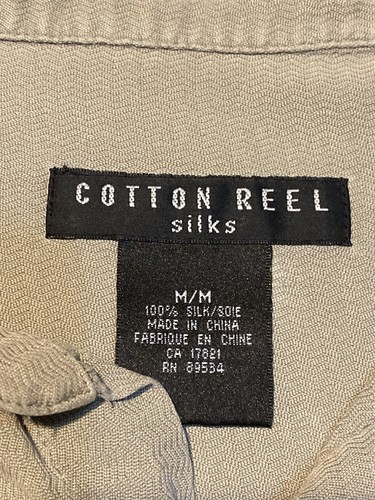 COTTON REEL
silks
M/M
100% SILK/SOIE
MADE IN CHINA
FABRIQUE EN CHINE
CA 17821
RN 89534